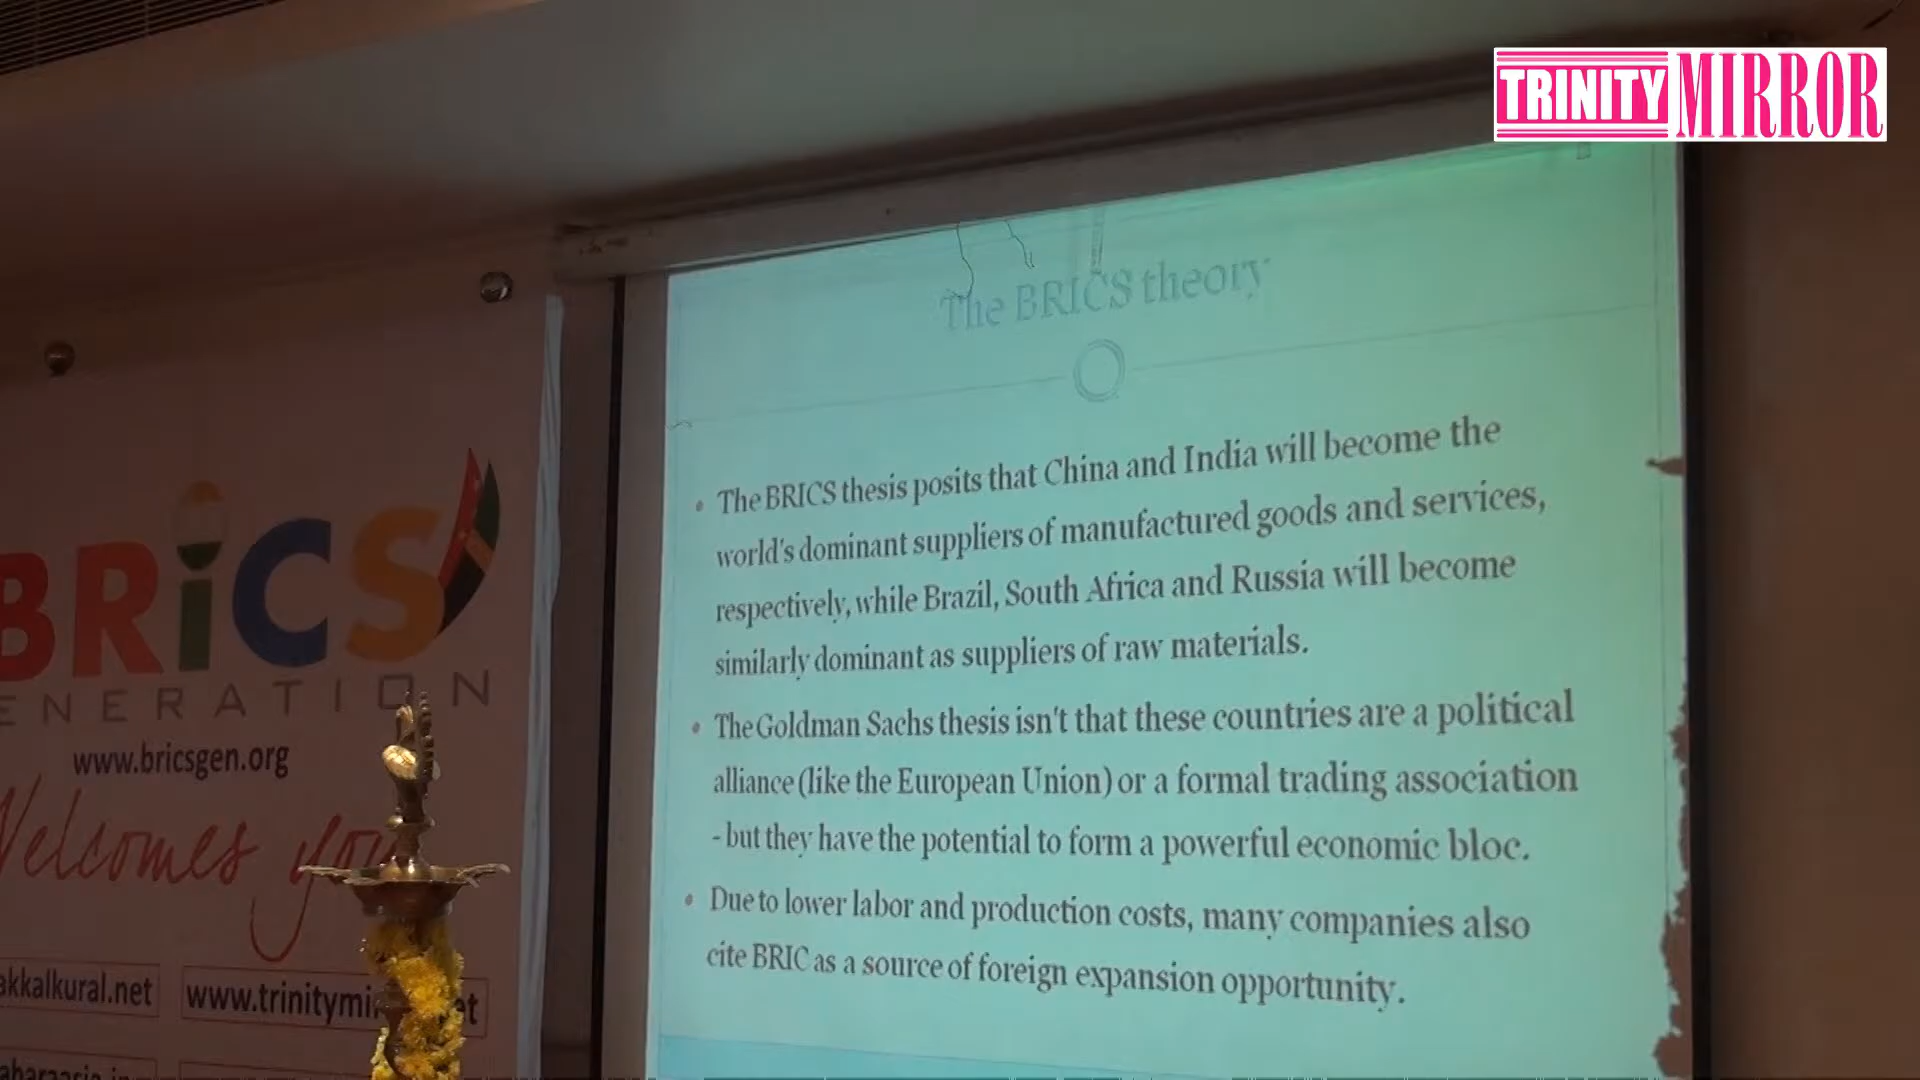 TRINITY MIRROR
The BRICS theory
• The BRICS thesis posits that China and India will become the
world's dominant suppliers of manufactured goods and services,
respectively, while Brazil, South Africa and Russia will become
similarly dominant as suppliers of raw materials.
• The Goldman Sachs thesis isn't that these countries are a political
alliance (like the European Union) or a formal trading association
- but they have the potential to form a powerful economic bloc.
• Due to lower labor and production costs, many companies also
cite BRIC as a source of foreign expansion opportunity.
BRiCS
ENERATION
www.bricsgen.org
Welcomes you
akkalkural.net
www.trinitymi et